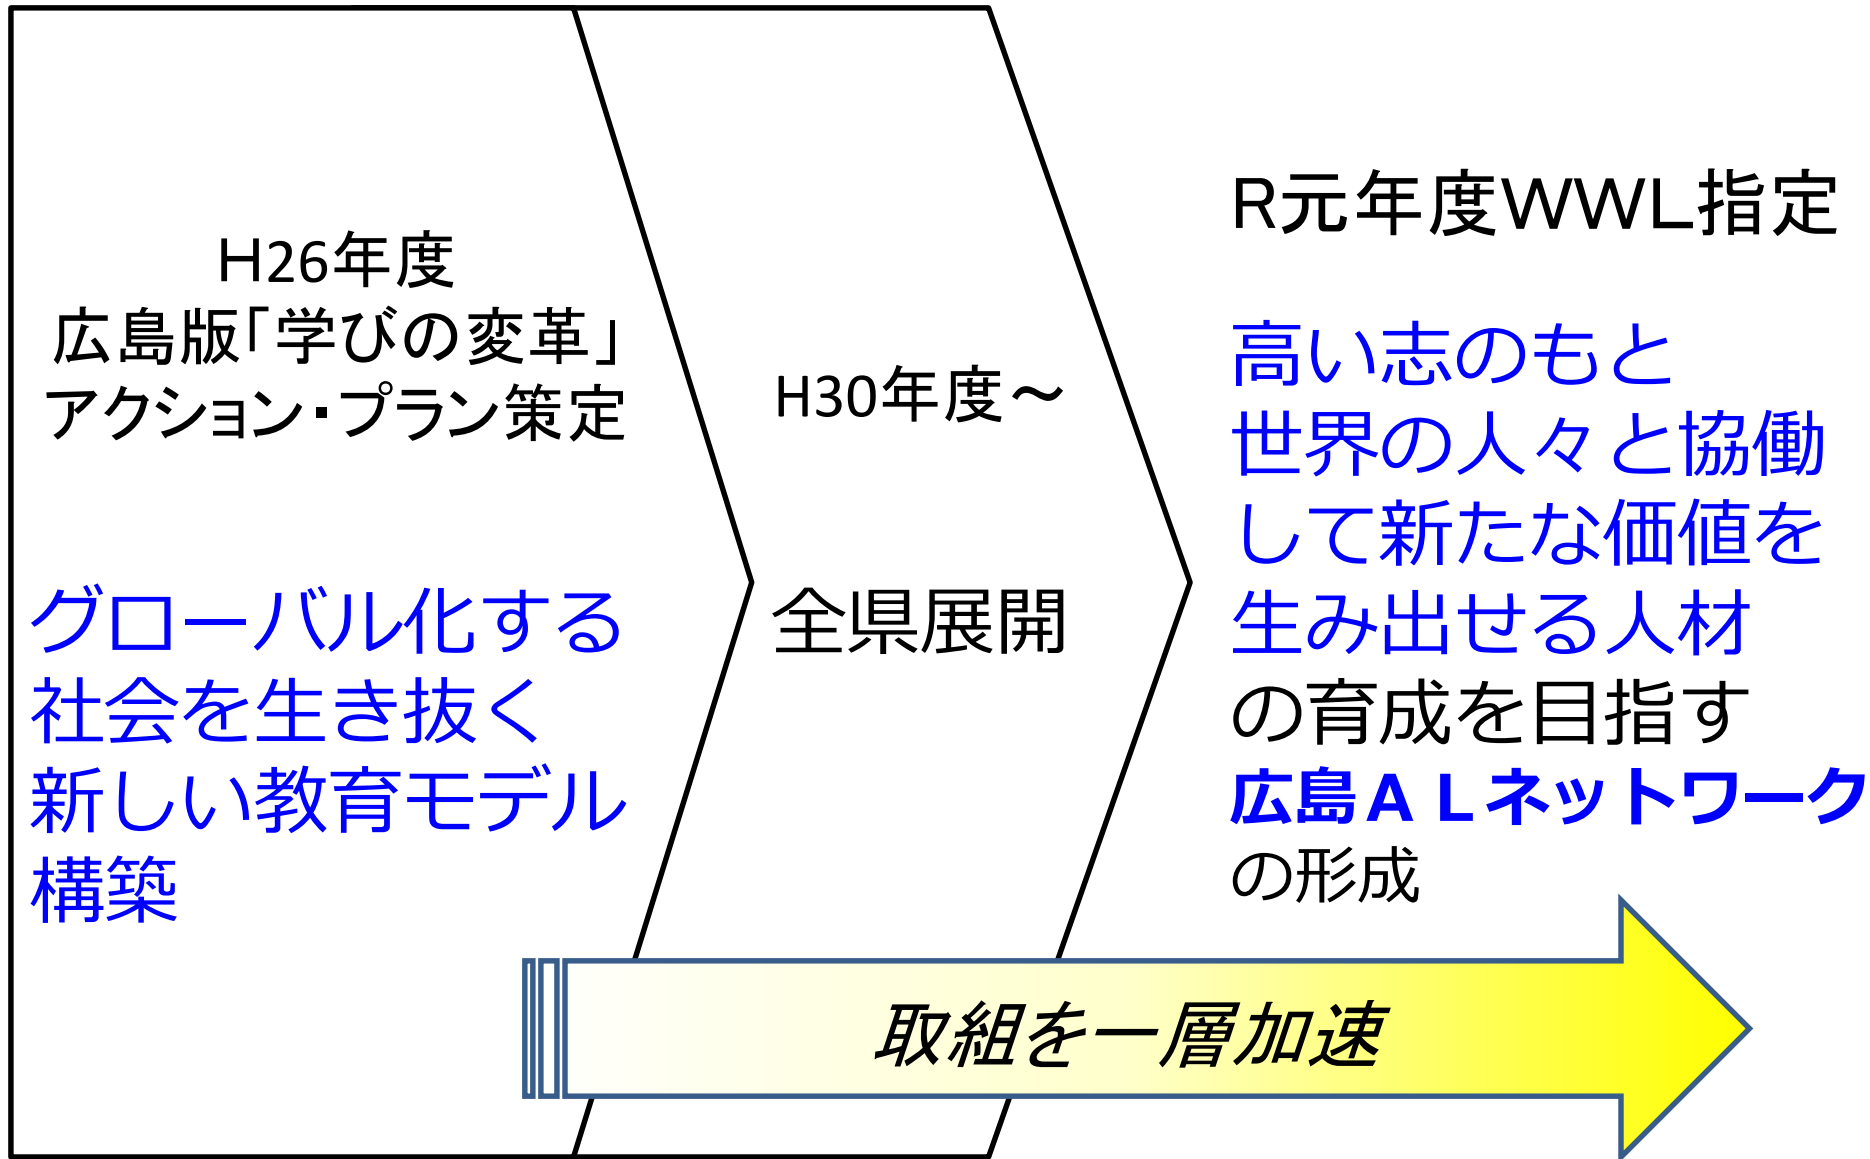 H26年度
広島版「学びの変革」
アクション・プラン策定
グローバル化する
社会を生き抜く
新しい教育モデル
構築
H30年度～
全県展開
R元年度WWL指定
高い志のもと
世界の人々と協働
して新たな価値を
生み出せる人材
の育成を目指す
広島ＡＬネットワーク
の形成
取組を一層加速